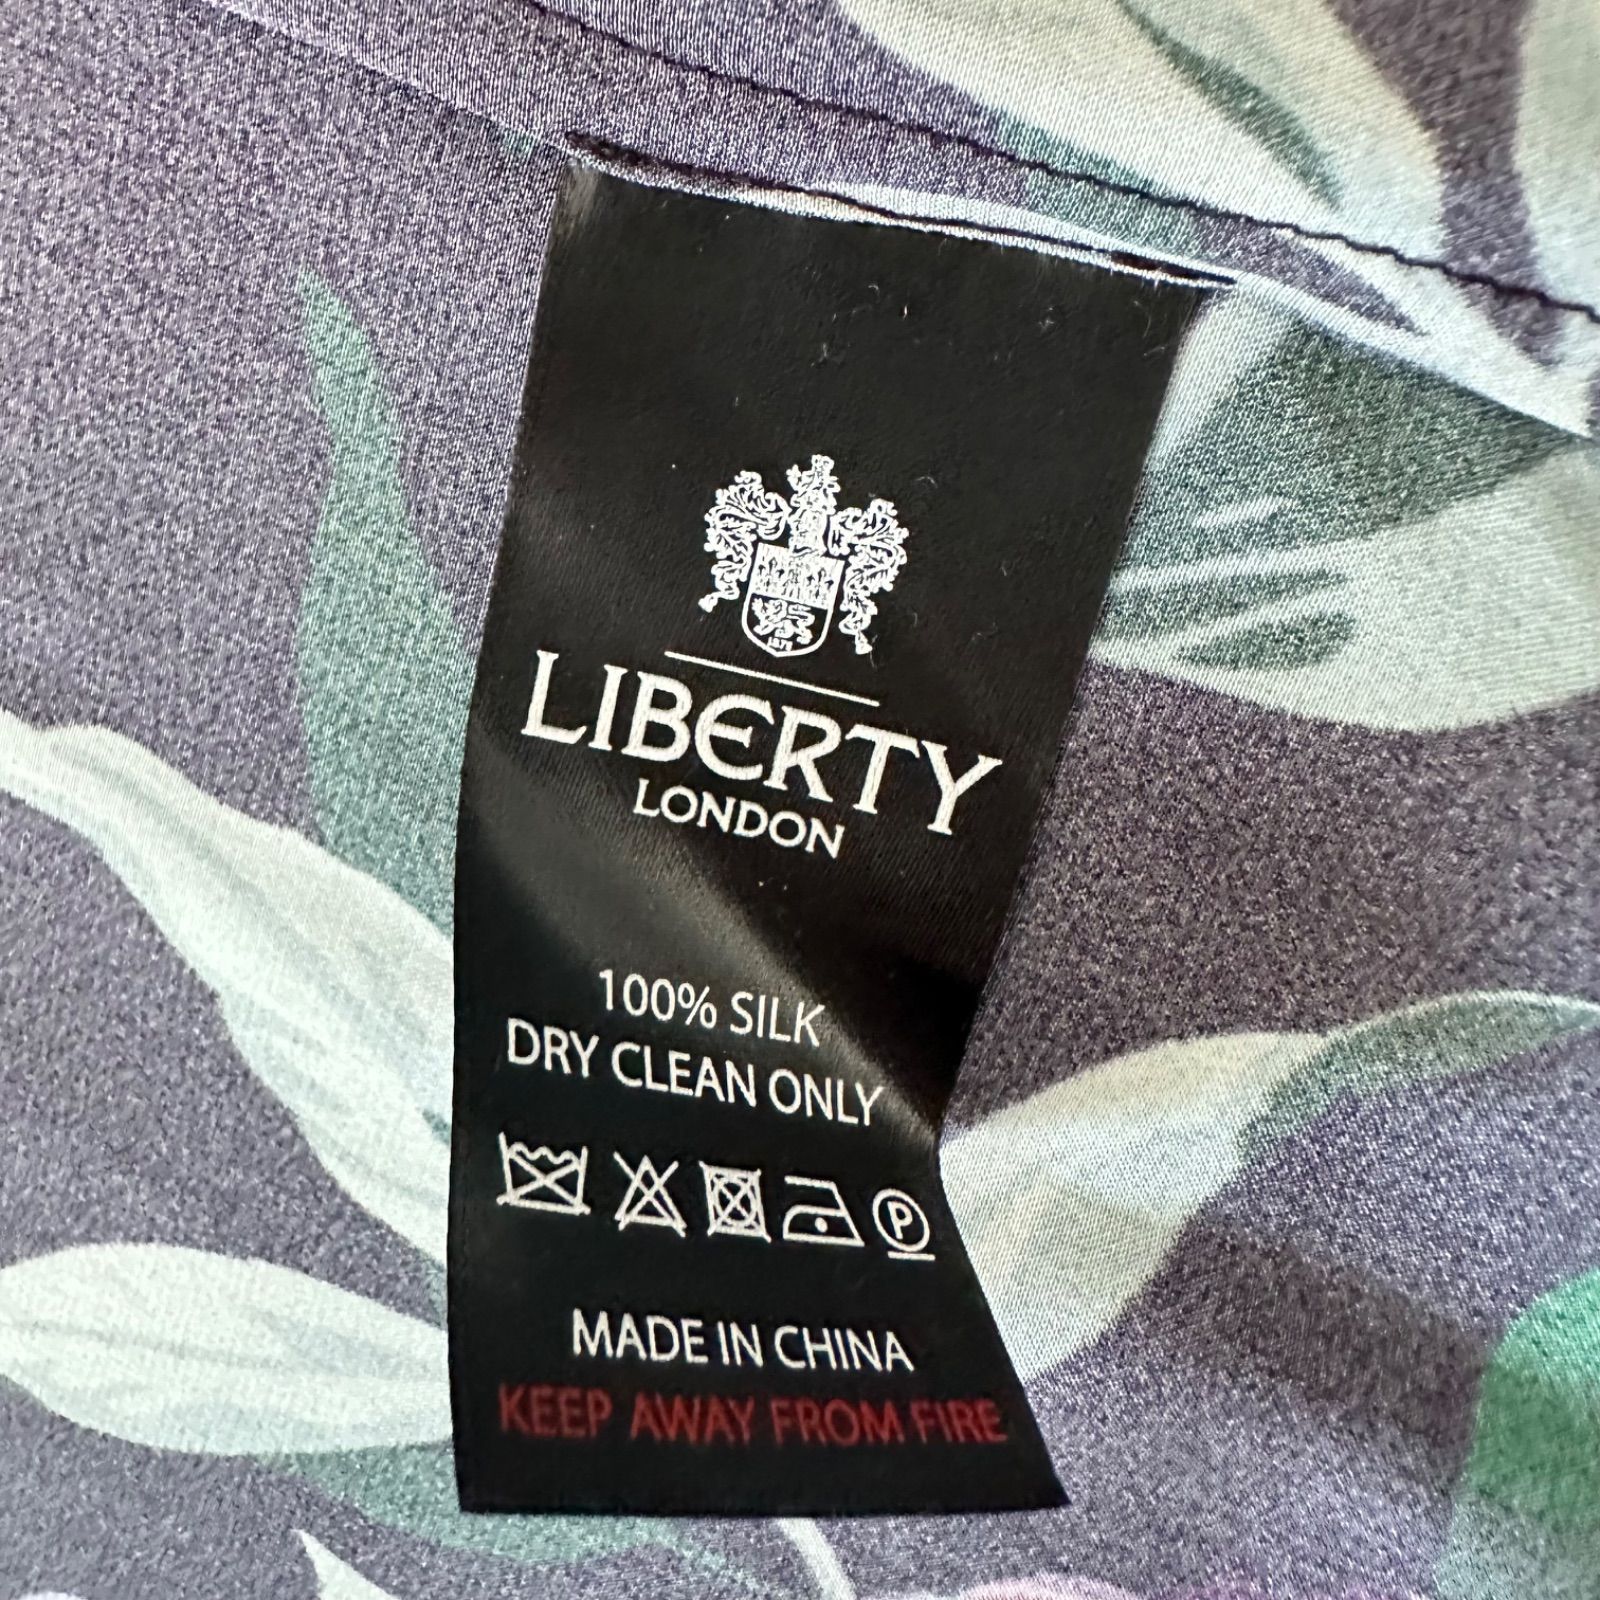 LIBERTY
LONDON
100% SILK
DRY CLEAN ONLY
P
MADE IN CHINA
KEEP AWAY FROM FIRE